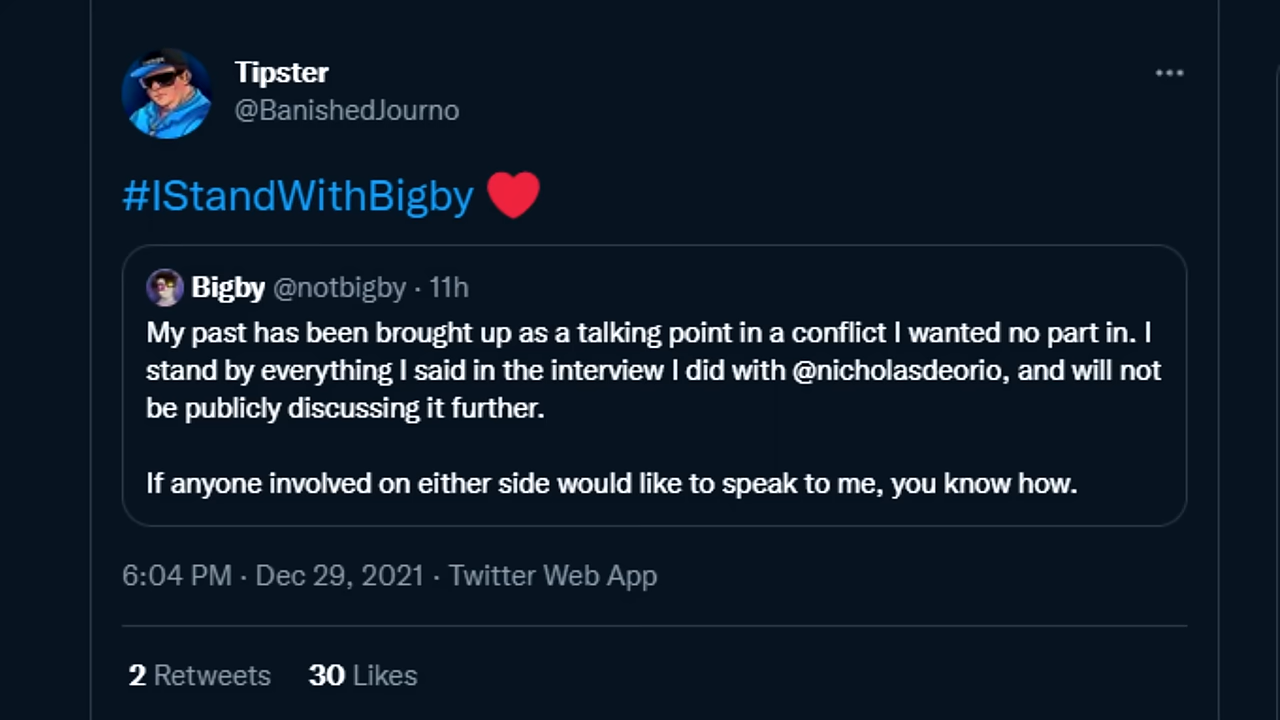 Tipster
@BanishedJourno
#IStandWithBigby
Bigby @notbigby · 11h
My past has been brought up as a talking point in a conflict I wanted no part in. I
stand by everything I said in the interview I did with @nicholasdeorio, and will not
be publicly discussing it further.
If anyone involved on either side would like to speak to me, you know how.
6:04 PM · Dec 29, 2021 · Twitter Web App
2 Retweets 30 Likes